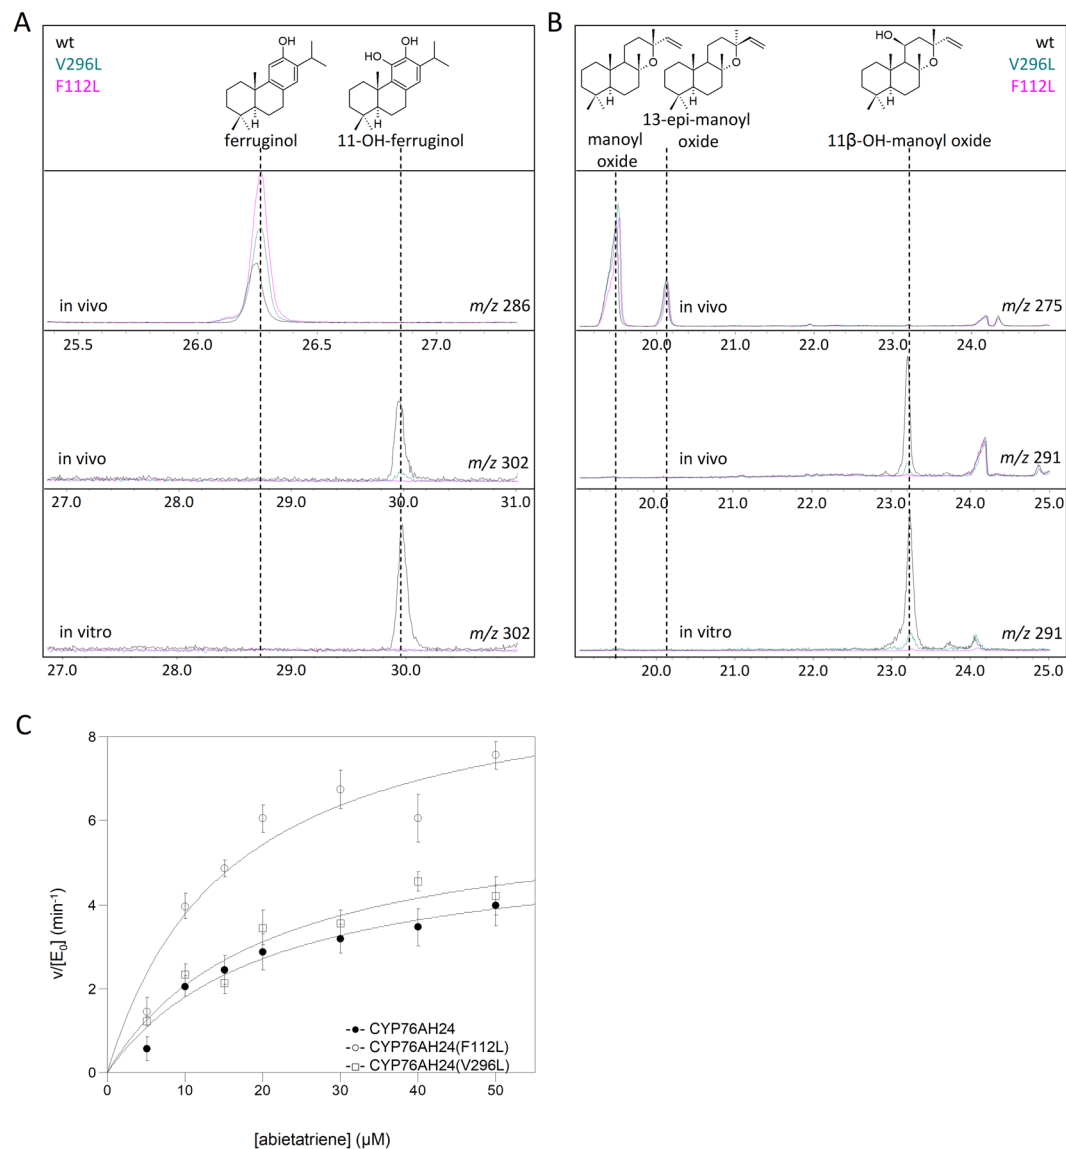 A
wt
V296L
F112L
OH
OH
HO
H
H
ferruginol
11-OH-ferruginol
in vivo
m/z 286
25.5 26.0 26.5 27.0
in vivo
m/z 302
27.0 28.0 29.0 30.0 31.0
in vitro
m/z 302
27.0 28.0 29.0 30.0
B
wt
V296L
F112L
HO
O
O
O
H
H
H
manoyl
oxide
13-epi-manoyl
oxide
11β-OH-manoyl oxide
in vivo
m/z 275
20.0 21.0 22.0 23.0 24.0
in vivo
m/z 291
20.0 21.0 22.0 23.0 24.0 25.0
in vitro
m/z 291
20.0 21.0 22.0 23.0 24.0 25.0
C
8
6
4
2
0
v/[E₀] (min⁻¹)
CYP76AH24
CYP76AH24(F112L)
CYP76AH24(V296L)
0 10 20 30 40 50
[abietatriene] (µM)